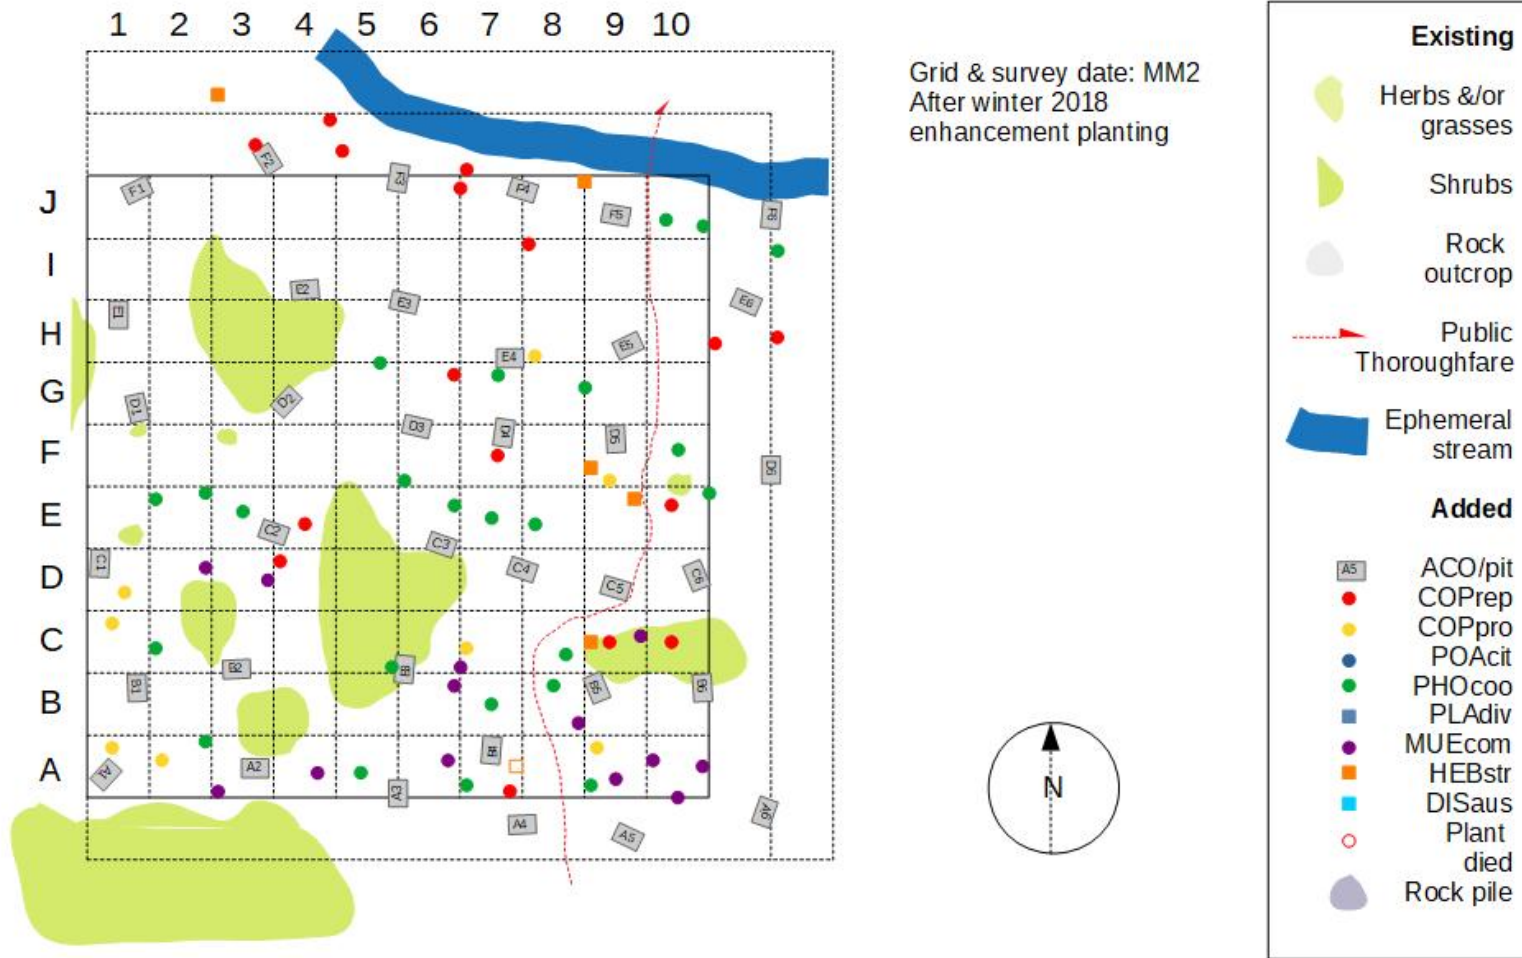 1 2 3 4 5 6 7 8 9 10
Grid & survey date: MM2
After winter 2018
enhancement planting
F2
F3
J F1 F4 F5 F6
I E2 E3 E6
H E1 E4 E5
G D1 D2
F D3 D4 D5 D6
E C2 C3
D C1 C4 C5 C6
C B2
B B1 B5 B6
A A1 A2 A3
A4 A5 A6
N
Existing
Herbs &/or
grasses
Shrubs
Rock
outcrop
Public
Thoroughfare
Ephemeral
stream
Added
A5 ACO/pit
COPrep
COPpro
POAcit
PHOcoo
PLAdiv
MUEcom
HEBstr
DISaus
Plant
died
Rock pile